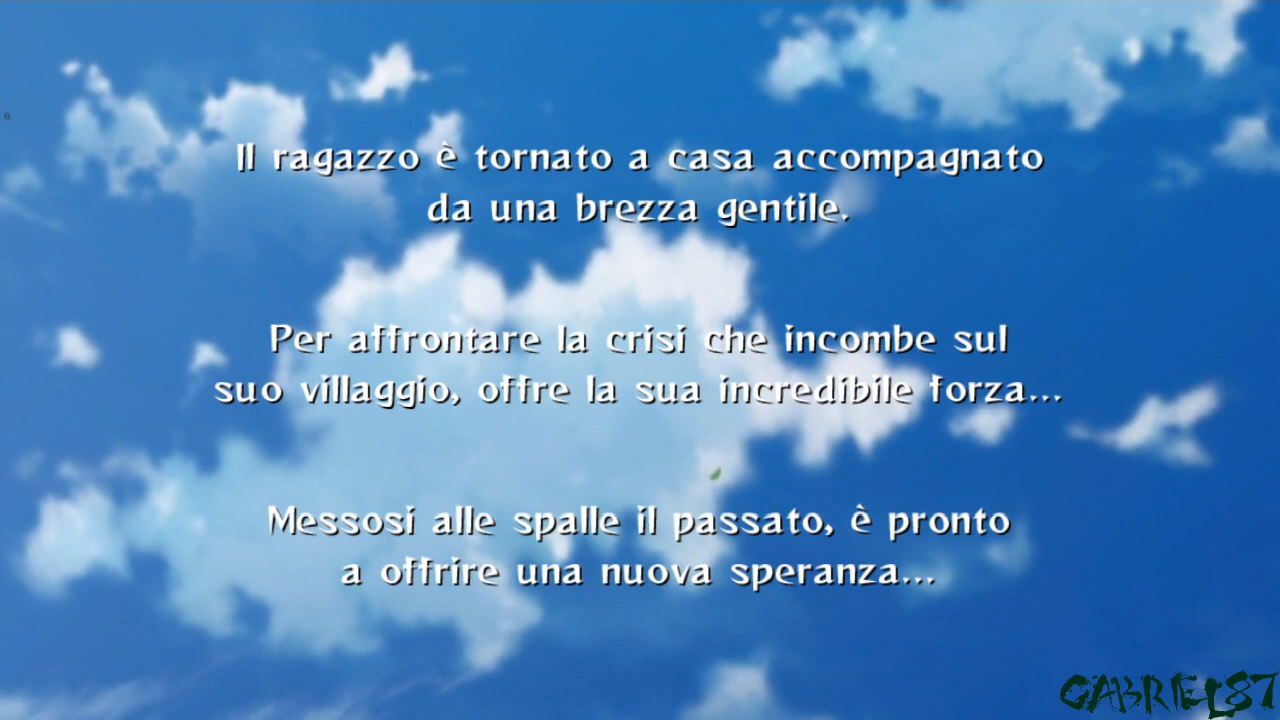 Il ragazzo è tornato a casa accompagnato
da una brezza gentile.
Per affrontare la crisi che incombe sul
suo villaggio, offre la sua incredibile forza...
Messosi alle spalle il passato, è pronto
a offrire una nuova speranza...
GABRIEL87